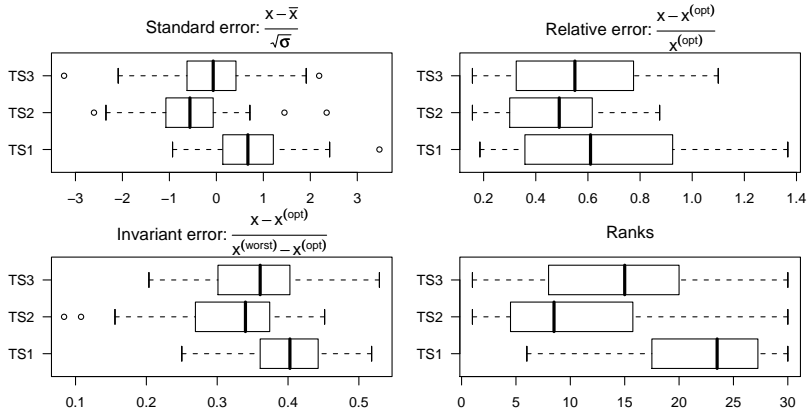 Standard error: x − x̄ / √σ
TS3
TS2
TS1
−3 −2 −1 0 1 2 3
Relative error: x − x^(opt) / x^(opt)
TS3
TS2
TS1
0.2 0.4 0.6 0.8 1.0 1.2 1.4
Invariant error: x − x^(opt) / x^(worst) − x^(opt)
TS3
TS2
TS1
0.1 0.2 0.3 0.4 0.5
Ranks
TS3
TS2
TS1
0 5 10 15 20 25 30